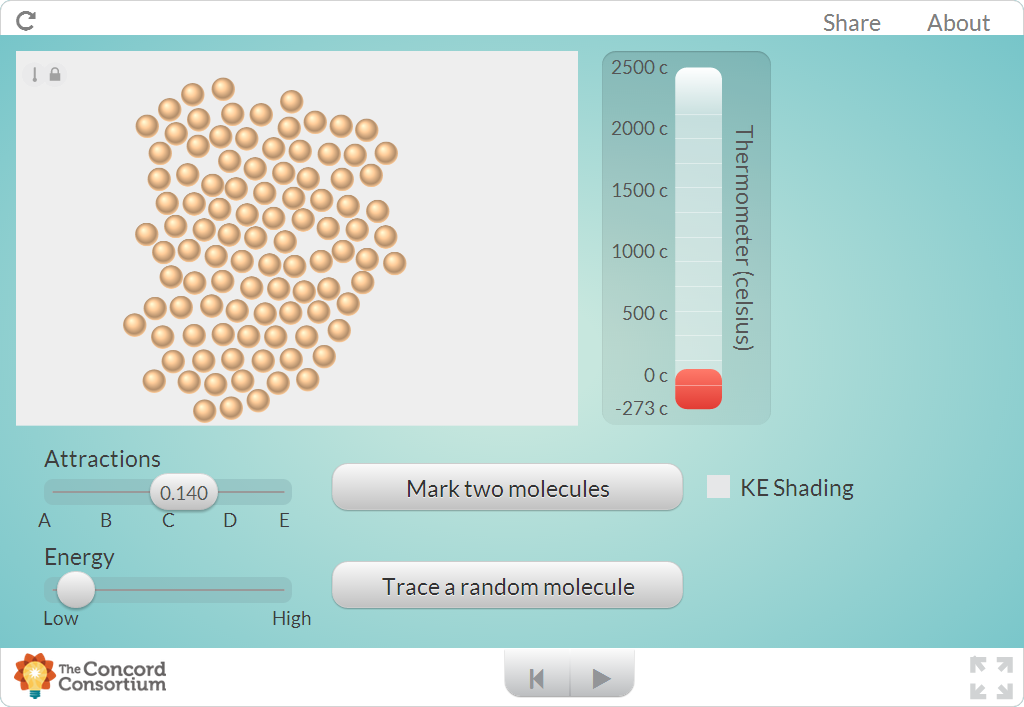 Share About
2500 c
2000 c
1500 c
1000 c
500 c
0 c
-273 c
Thermometer (celsius)
Attractions
0.140
A B C D E
Mark two molecules
KE Shading
Energy
Low High
Trace a random molecule
The Concord
Consortium